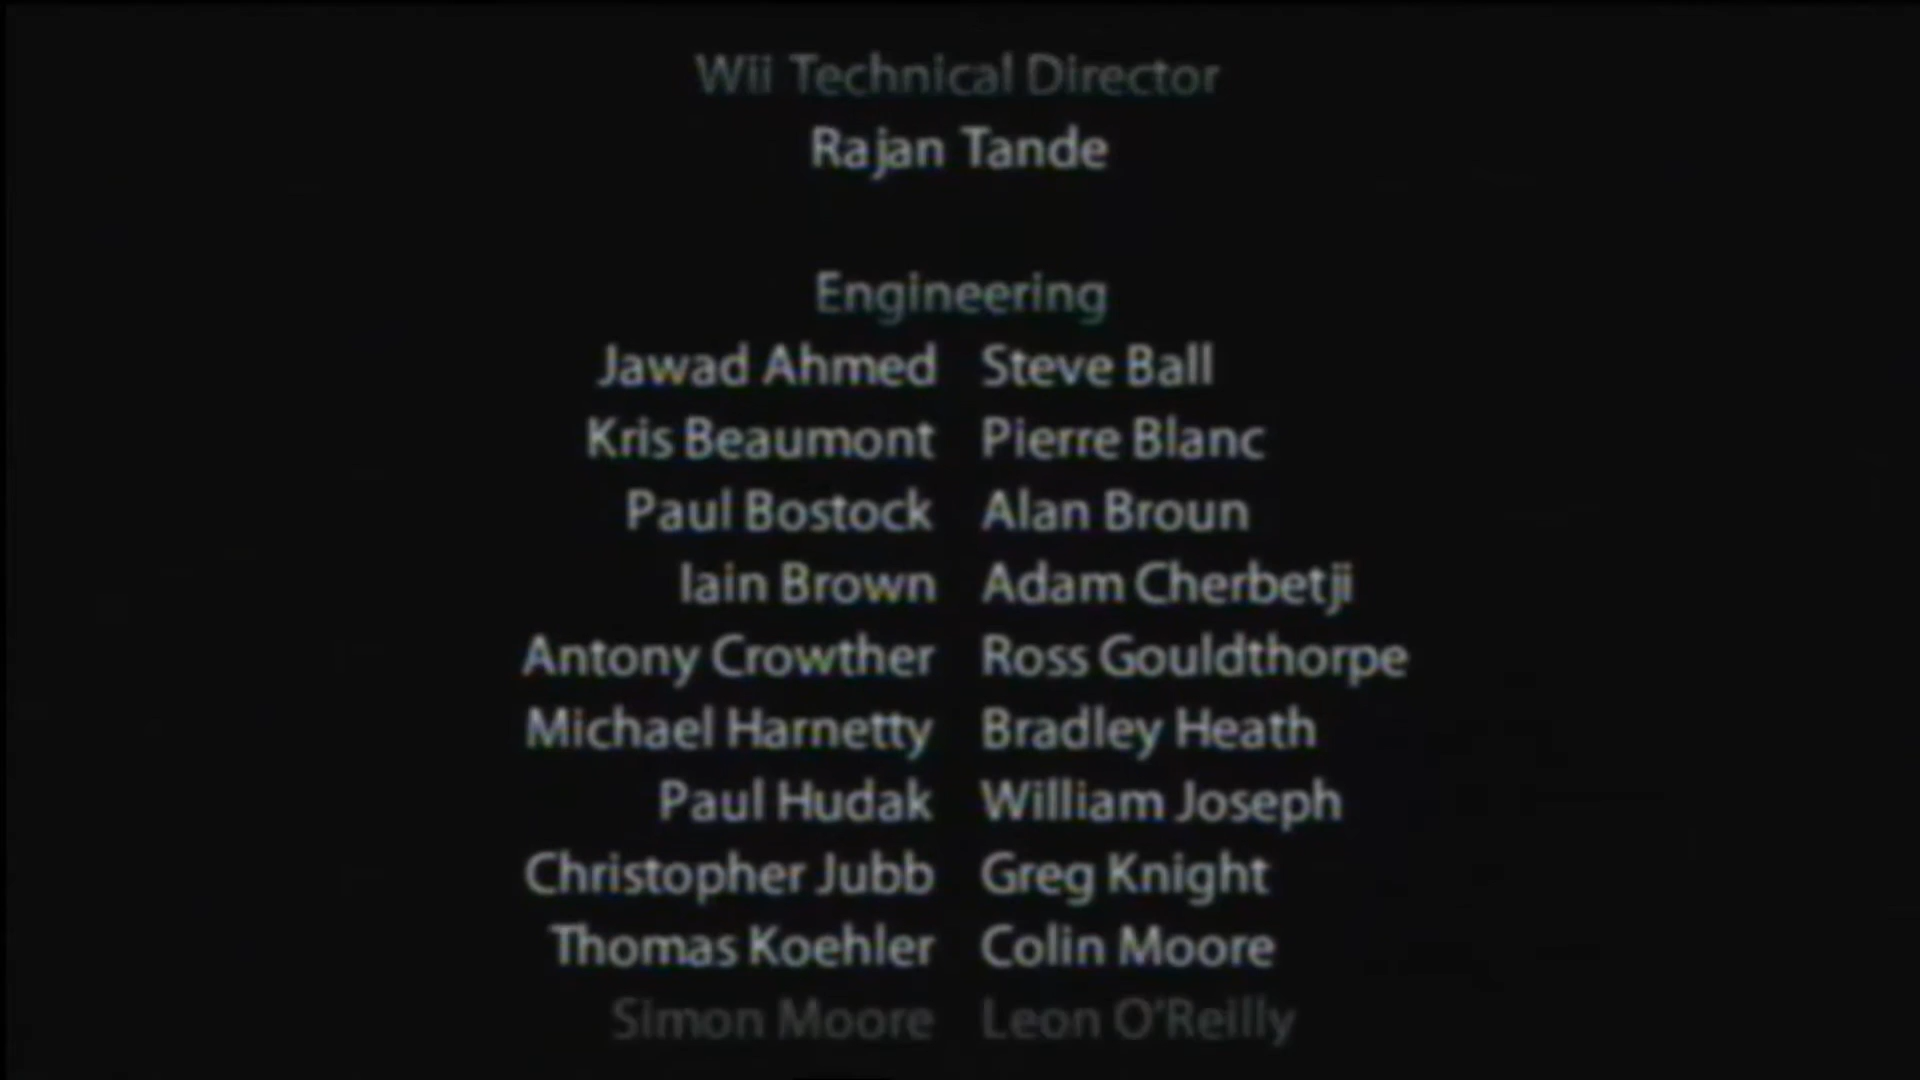 Wii Technical Director
Rajan Tande
Engineering
Jawad Ahmed Steve Ball
Kris Beaumont Pierre Blanc
Paul Bostock Alan Broun
Iain Brown Adam Cherbetji
Antony Crowther Ross Gouldthorpe
Michael Harnetty Bradley Heath
Paul Hudak William Joseph
Christopher Jubb Greg Knight
Thomas Koehler Colin Moore
Simon Moore Leon O'Reilly